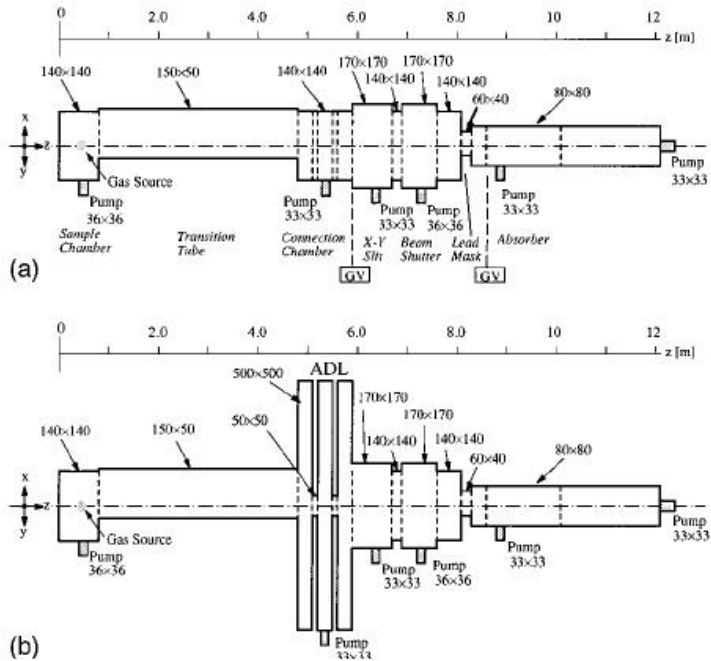 0 2.0 4.0 6.0 8.0 10.0 12 z [m]
140×140 150×50 140×140 170×170 140×140 170×170 140×140 60×40 80×80
x
z
y
Gas Source
Pump
36×36
Pump
33×33
Pump
33×33
Pump
36×36
Pump
33×33
Pump
33×33
Sample
Chamber
Transition
Tube
Connection
Chamber
X-Y
Slit
Beam
Shutter
Lead
Mask
Absorber
GV
GV
(a)
0 2.0 4.0 6.0 8.0 10.0 12 z [m]
ADL
140×140 150×50 500×500 50×50 170×170 140×140 170×170 140×140 60×40 80×80
x
z
y
Gas Source
Pump
36×36
Pump
33×33
Pump
33×33
Pump
36×36
Pump
33×33
Pump
33×33
(b)